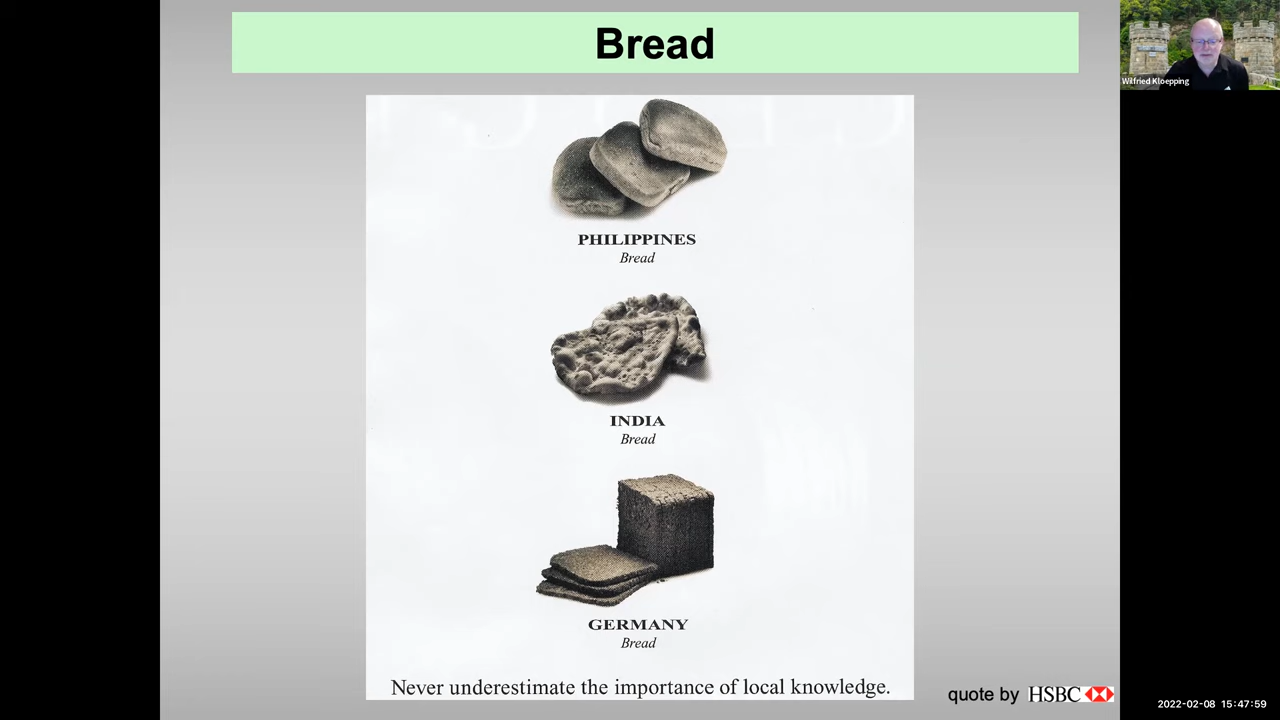 Bread
Wilfried Kloepping
PHILIPPINES
Bread
INDIA
Bread
GERMANY
Bread
Never underestimate the importance of local knowledge.
quote by HSBC
2022-02-08 15:47:59